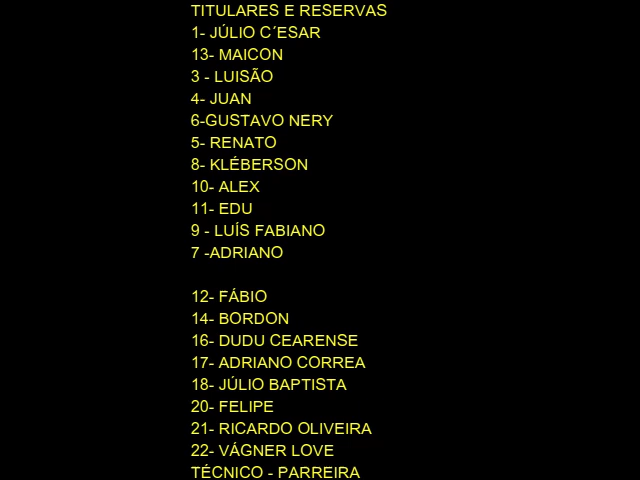 TITULARES E RESERVAS
1- JÚLIO C´ESAR
13- MAICON
3 - LUISÃO
4- JUAN
6-GUSTAVO NERY
5- RENATO
8- KLÉBERSON
10- ALEX
11- EDU
9 - LUÍS FABIANO
7 -ADRIANO
12- FÁBIO
14- BORDON
16- DUDU CEARENSE
17- ADRIANO CORREA
18- JÚLIO BAPTISTA
20- FELIPE
21- RICARDO OLIVEIRA
22- VÁGNER LOVE
TÉCNICO - PARREIRA